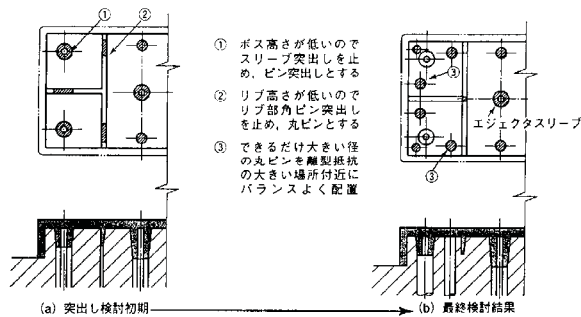 ① ②
① ボス高さが低いので
スリーブ突出しを止
め，ピン突出しとする
② リブ高さが低いので
リブ部角ピン突出し
を止め，丸ピンとする
③ できるだけ大きい径
の丸ピンを離型抵抗
の大きい場所付近に
バランスよく配置
③
エジェクタスリーブ
③
(a) 突出し検討初期
(b) 最終検討結果